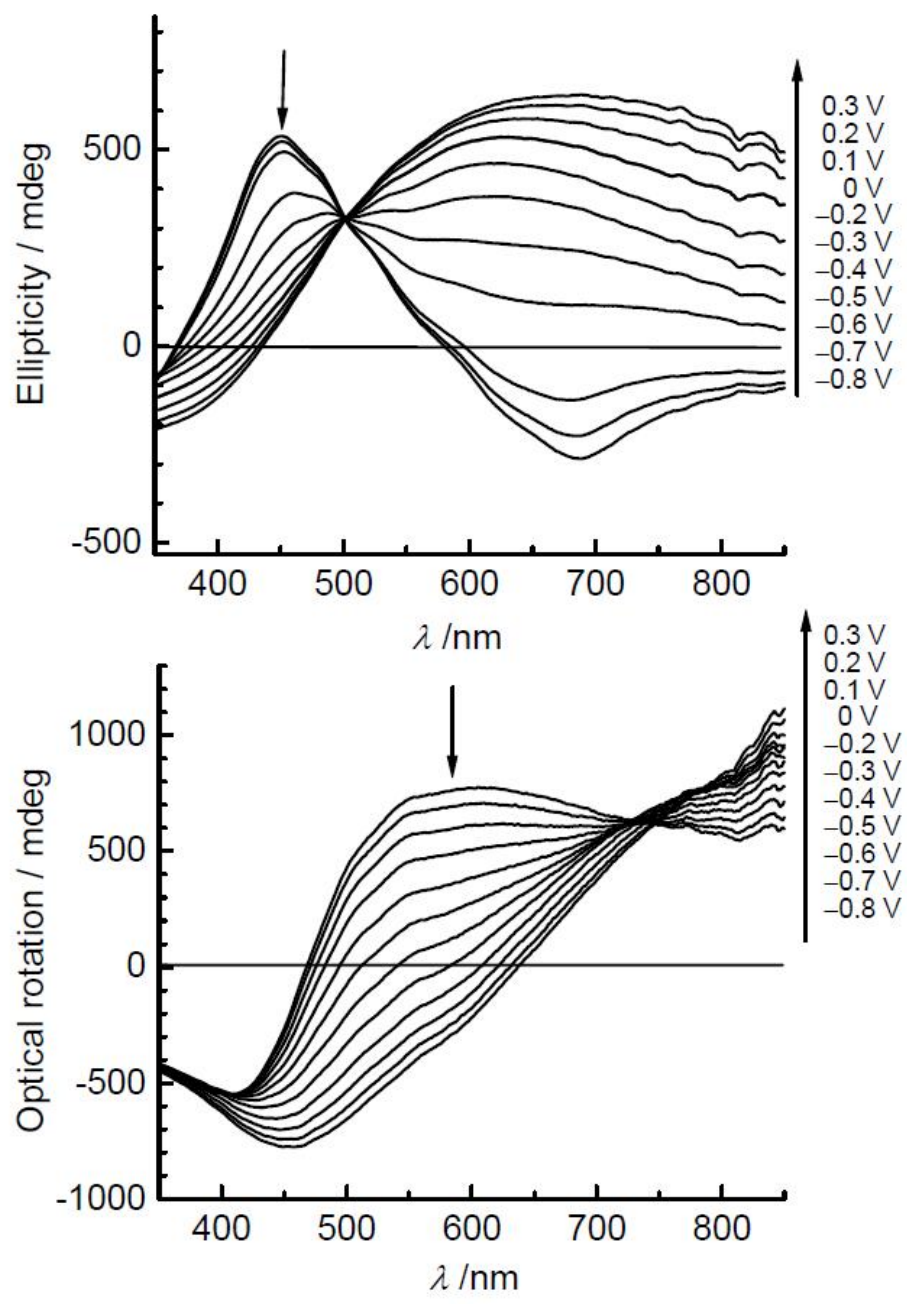 500
0
-500
Ellipticity / mdeg
400 500 600 700 800
λ /nm
0.3 V
0.2 V
0.1 V
0 V
–0.2 V
–0.3 V
–0.4 V
–0.5 V
–0.6 V
–0.7 V
–0.8 V
1000
500
0
-500
-1000
Optical rotation / mdeg
400 500 600 700 800
λ /nm
0.3 V
0.2 V
0.1 V
0 V
–0.2 V
–0.3 V
–0.4 V
–0.5 V
–0.6 V
–0.7 V
–0.8 V